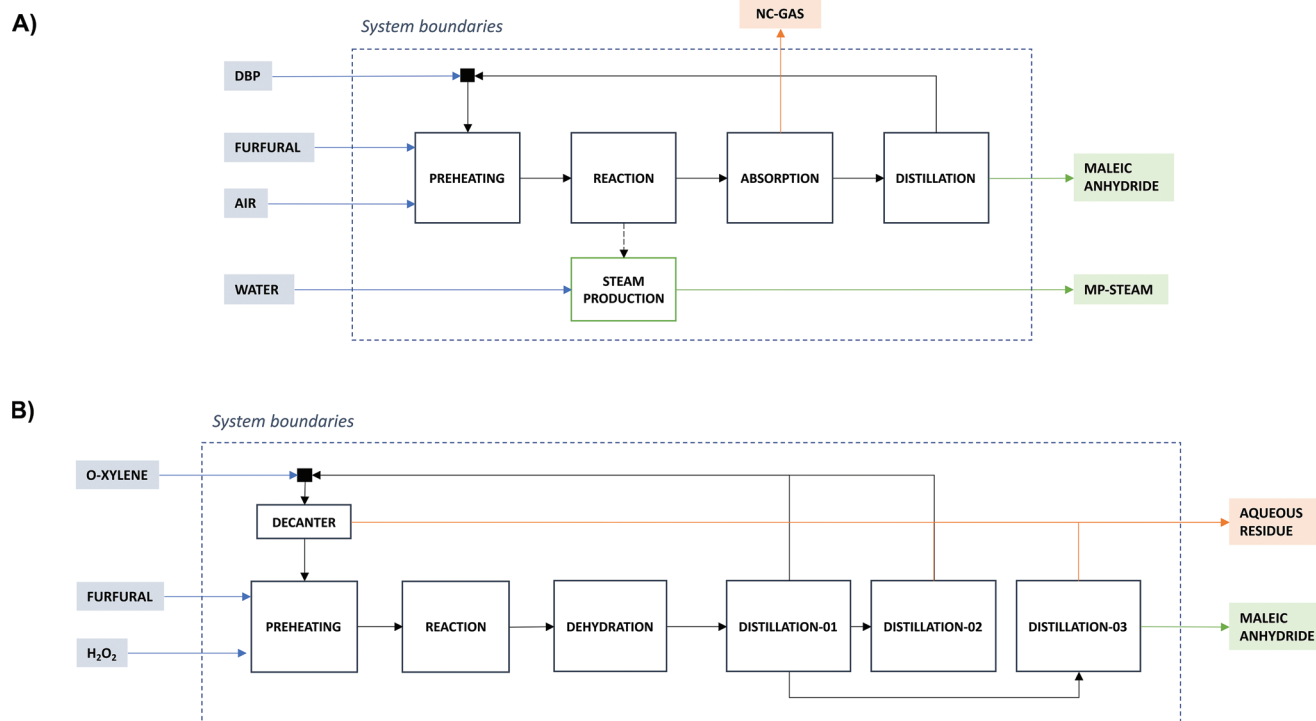 A)
System boundaries
NC-GAS
DBP
FURFURAL
AIR
PREHEATING
REACTION
ABSORPTION
DISTILLATION
MALEIC
ANHYDRIDE
WATER
STEAM
PRODUCTION
MP-STEAM
B)
System boundaries
O-XYLENE
DECANTER
AQUEOUS
RESIDUE
FURFURAL
H₂O₂
PREHEATING
REACTION
DEHYDRATION
DISTILLATION-01
DISTILLATION-02
DISTILLATION-03
MALEIC
ANHYDRIDE